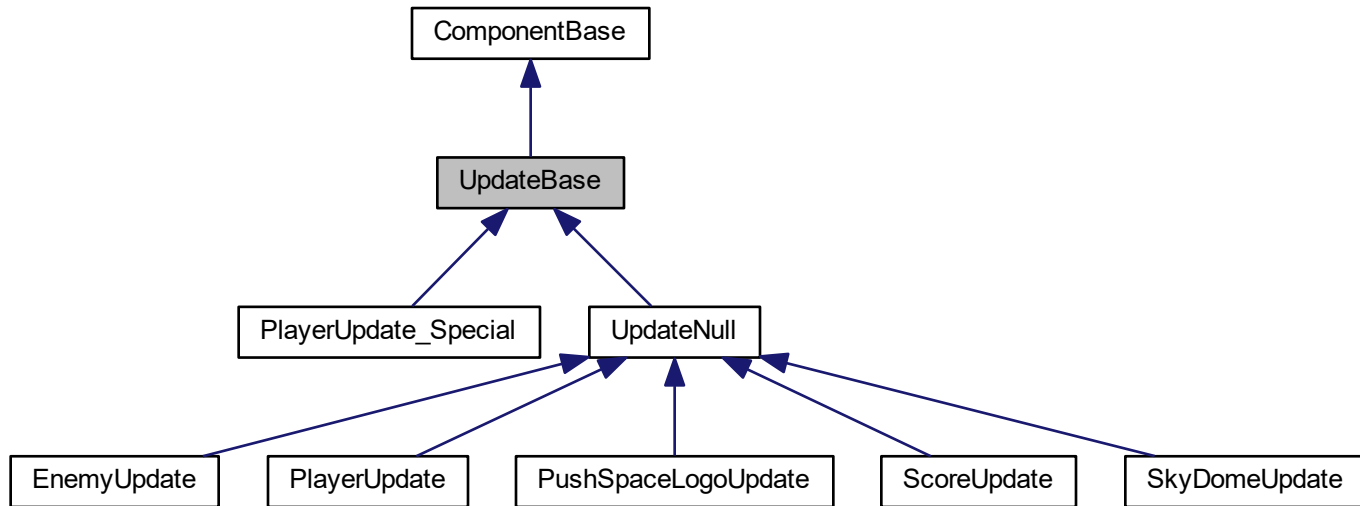 ComponentBase
UpdateBase
PlayerUpdate_Special
UpdateNull
EnemyUpdate
PlayerUpdate
PushSpaceLogoUpdate
ScoreUpdate
SkyDomeUpdate